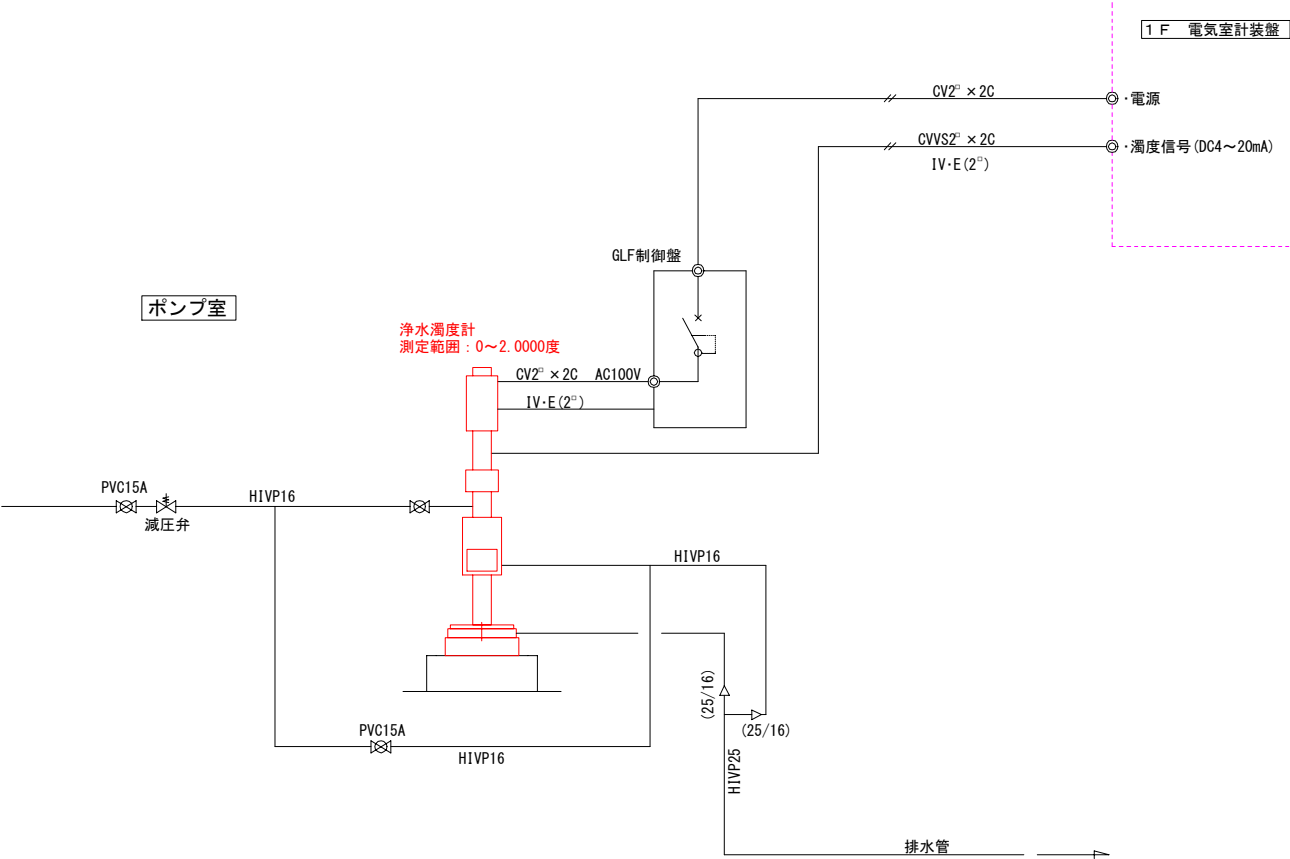 1F 電気室計装盤
CV2□×2C
・電源
CVVS2□×2C
・濁度信号(DC4～20mA)
IV・E(2□)
GLF制御盤
ポンプ室
浄水濁度計
測定範囲：0～2.0000度
CV2□×2C AC100V
IV・E(2□)
PVC15A
HIVP16
減圧弁
HIVP16
(25/16)
(25/16)
PVC15A
HIVP16
HIVP25
排水管